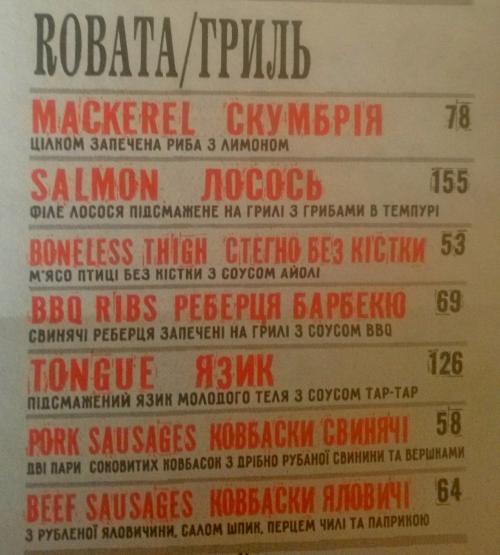 ROBATA/ГРИЛЬ
MACKEREL СКУМБРІЯ 78
ЦІЛКОМ ЗАПЕЧЕНА РИБА З ЛИМОНОМ
SALMON ЛОСОСЬ 155
ФІЛЕ ЛОСОСЯ ПІДСМАЖЕНЕ НА ГРИЛІ З ГРИБАМИ В ТЕМПУРІ
BONELESS THIGH СТЕГНО БЕЗ КІСТКИ 53
М'ЯСО ПТИЦІ БЕЗ КІСТКИ З СОУСОМ АЙОЛІ
BBQ RIBS РЕБЕРЦЯ БАРБЕКЮ 69
СВИНЯЧІ РЕБЕРЦЯ ЗАПЕЧЕНІ НА ГРИЛІ З СОУСОМ BBQ
TONGUE ЯЗИК 126
ПІДСМАЖЕНИЙ ЯЗИК МОЛОДОГО ТЕЛЯ З СОУСОМ ТАР-ТАР
PORK SAUSAGES КОВБАСКИ СВИНЯЧІ 58
ДВІ ПАРИ СОКОВИТИХ КОВБАСОК З ДРІБНО РУБАНОЇ СВИНИНИ ТА ВЕРШКАМИ
BEEF SAUSAGES КОВБАСКИ ЯЛОВИЧІ 64
З РУБЛЕНОЇ ЯЛОВИЧИНИ, САЛОМ ШПИК, ПЕРЦЕМ ЧИЛІ ТА ПАПРИКОЮ